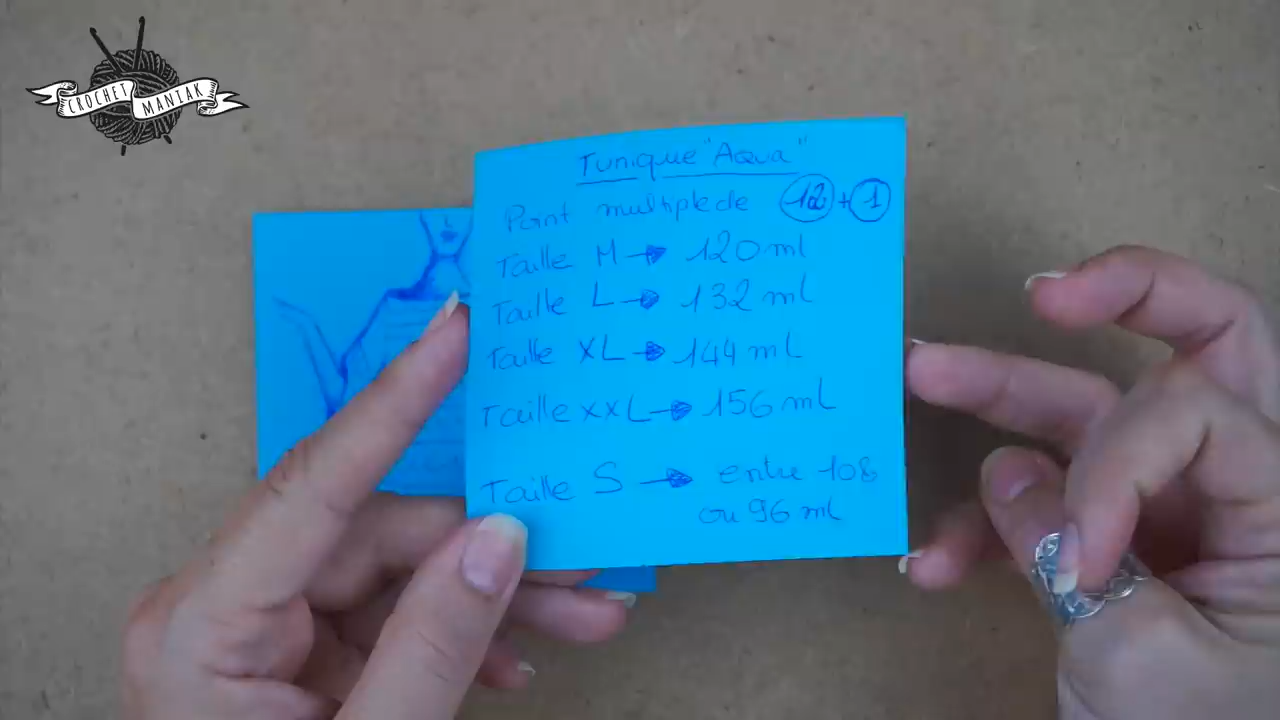 CROCHET MANIAK
Tunique "Aqua"
Point multiple de 12 + 1
Taille M → 120 ml
Taille L → 132 ml
Taille XL → 144 ml
Taille XXL → 156 ml
Taille S → entre 108
ou 96 ml